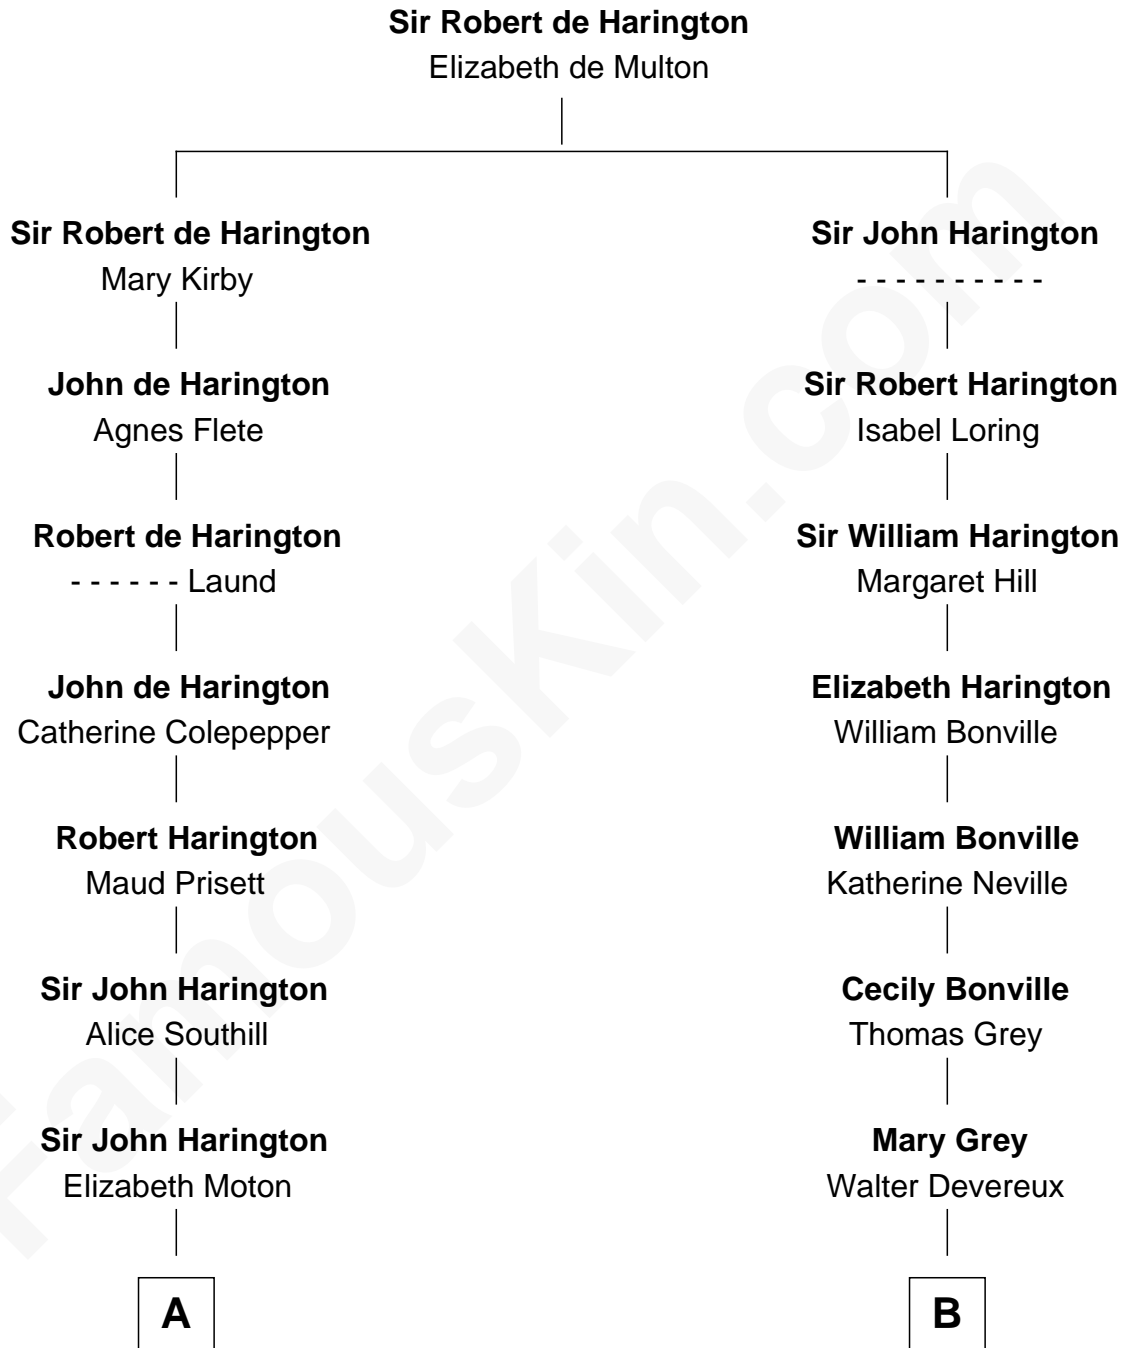 Sir Robert de Harington
Elizabeth de Multon
Sir Robert de Harington
Mary Kirby
Sir John Harington
- - - - - - - - - -
John de Harington
Agnes Flete
Sir Robert Harington
Isabel Loring
Robert de Harington
- - - - - - Laund
Sir William Harington
Margaret Hill
John de Harington
Catherine Colepepper
Elizabeth Harington
William Bonville
Robert Harington
Maud Prisett
William Bonville
Katherine Neville
Sir John Harington
Alice Southill
Cecily Bonville
Thomas Grey
Sir John Harington
Elizabeth Moton
Mary Grey
Walter Devereux
A
B
FamousKin.com